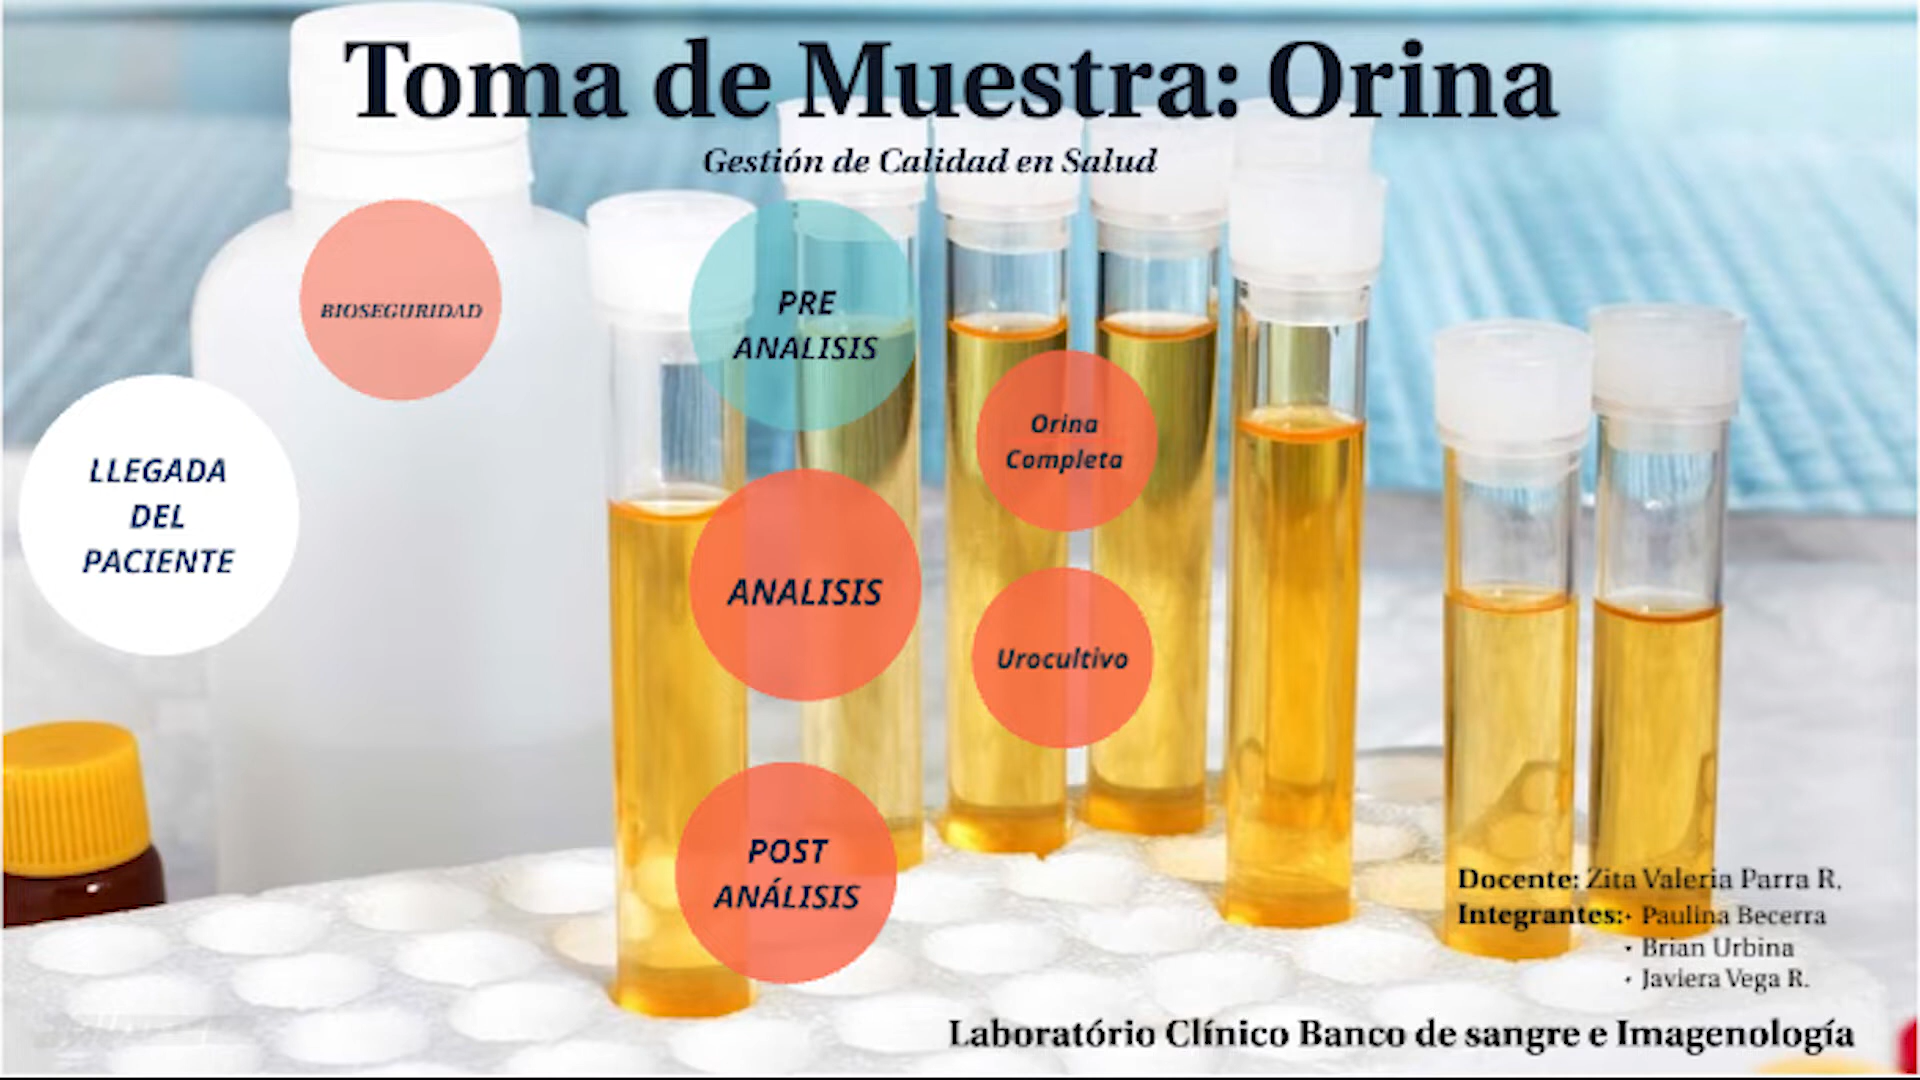 Toma de Muestra: Orina
Gestión de Calidad en Salud
BIOSEGURIDAD
PRE
ANALISIS
LLEGADA
DEL
PACIENTE
Orina
Completa
ANALISIS
Urocultivo
POST
ANÁLISIS
Docente: Zita Valeria Parra R.
Integrantes:• Paulina Becerra
• Brian Urbina
• Javiera Vega R.
Laboratório Clínico Banco de sangre e Imagenología